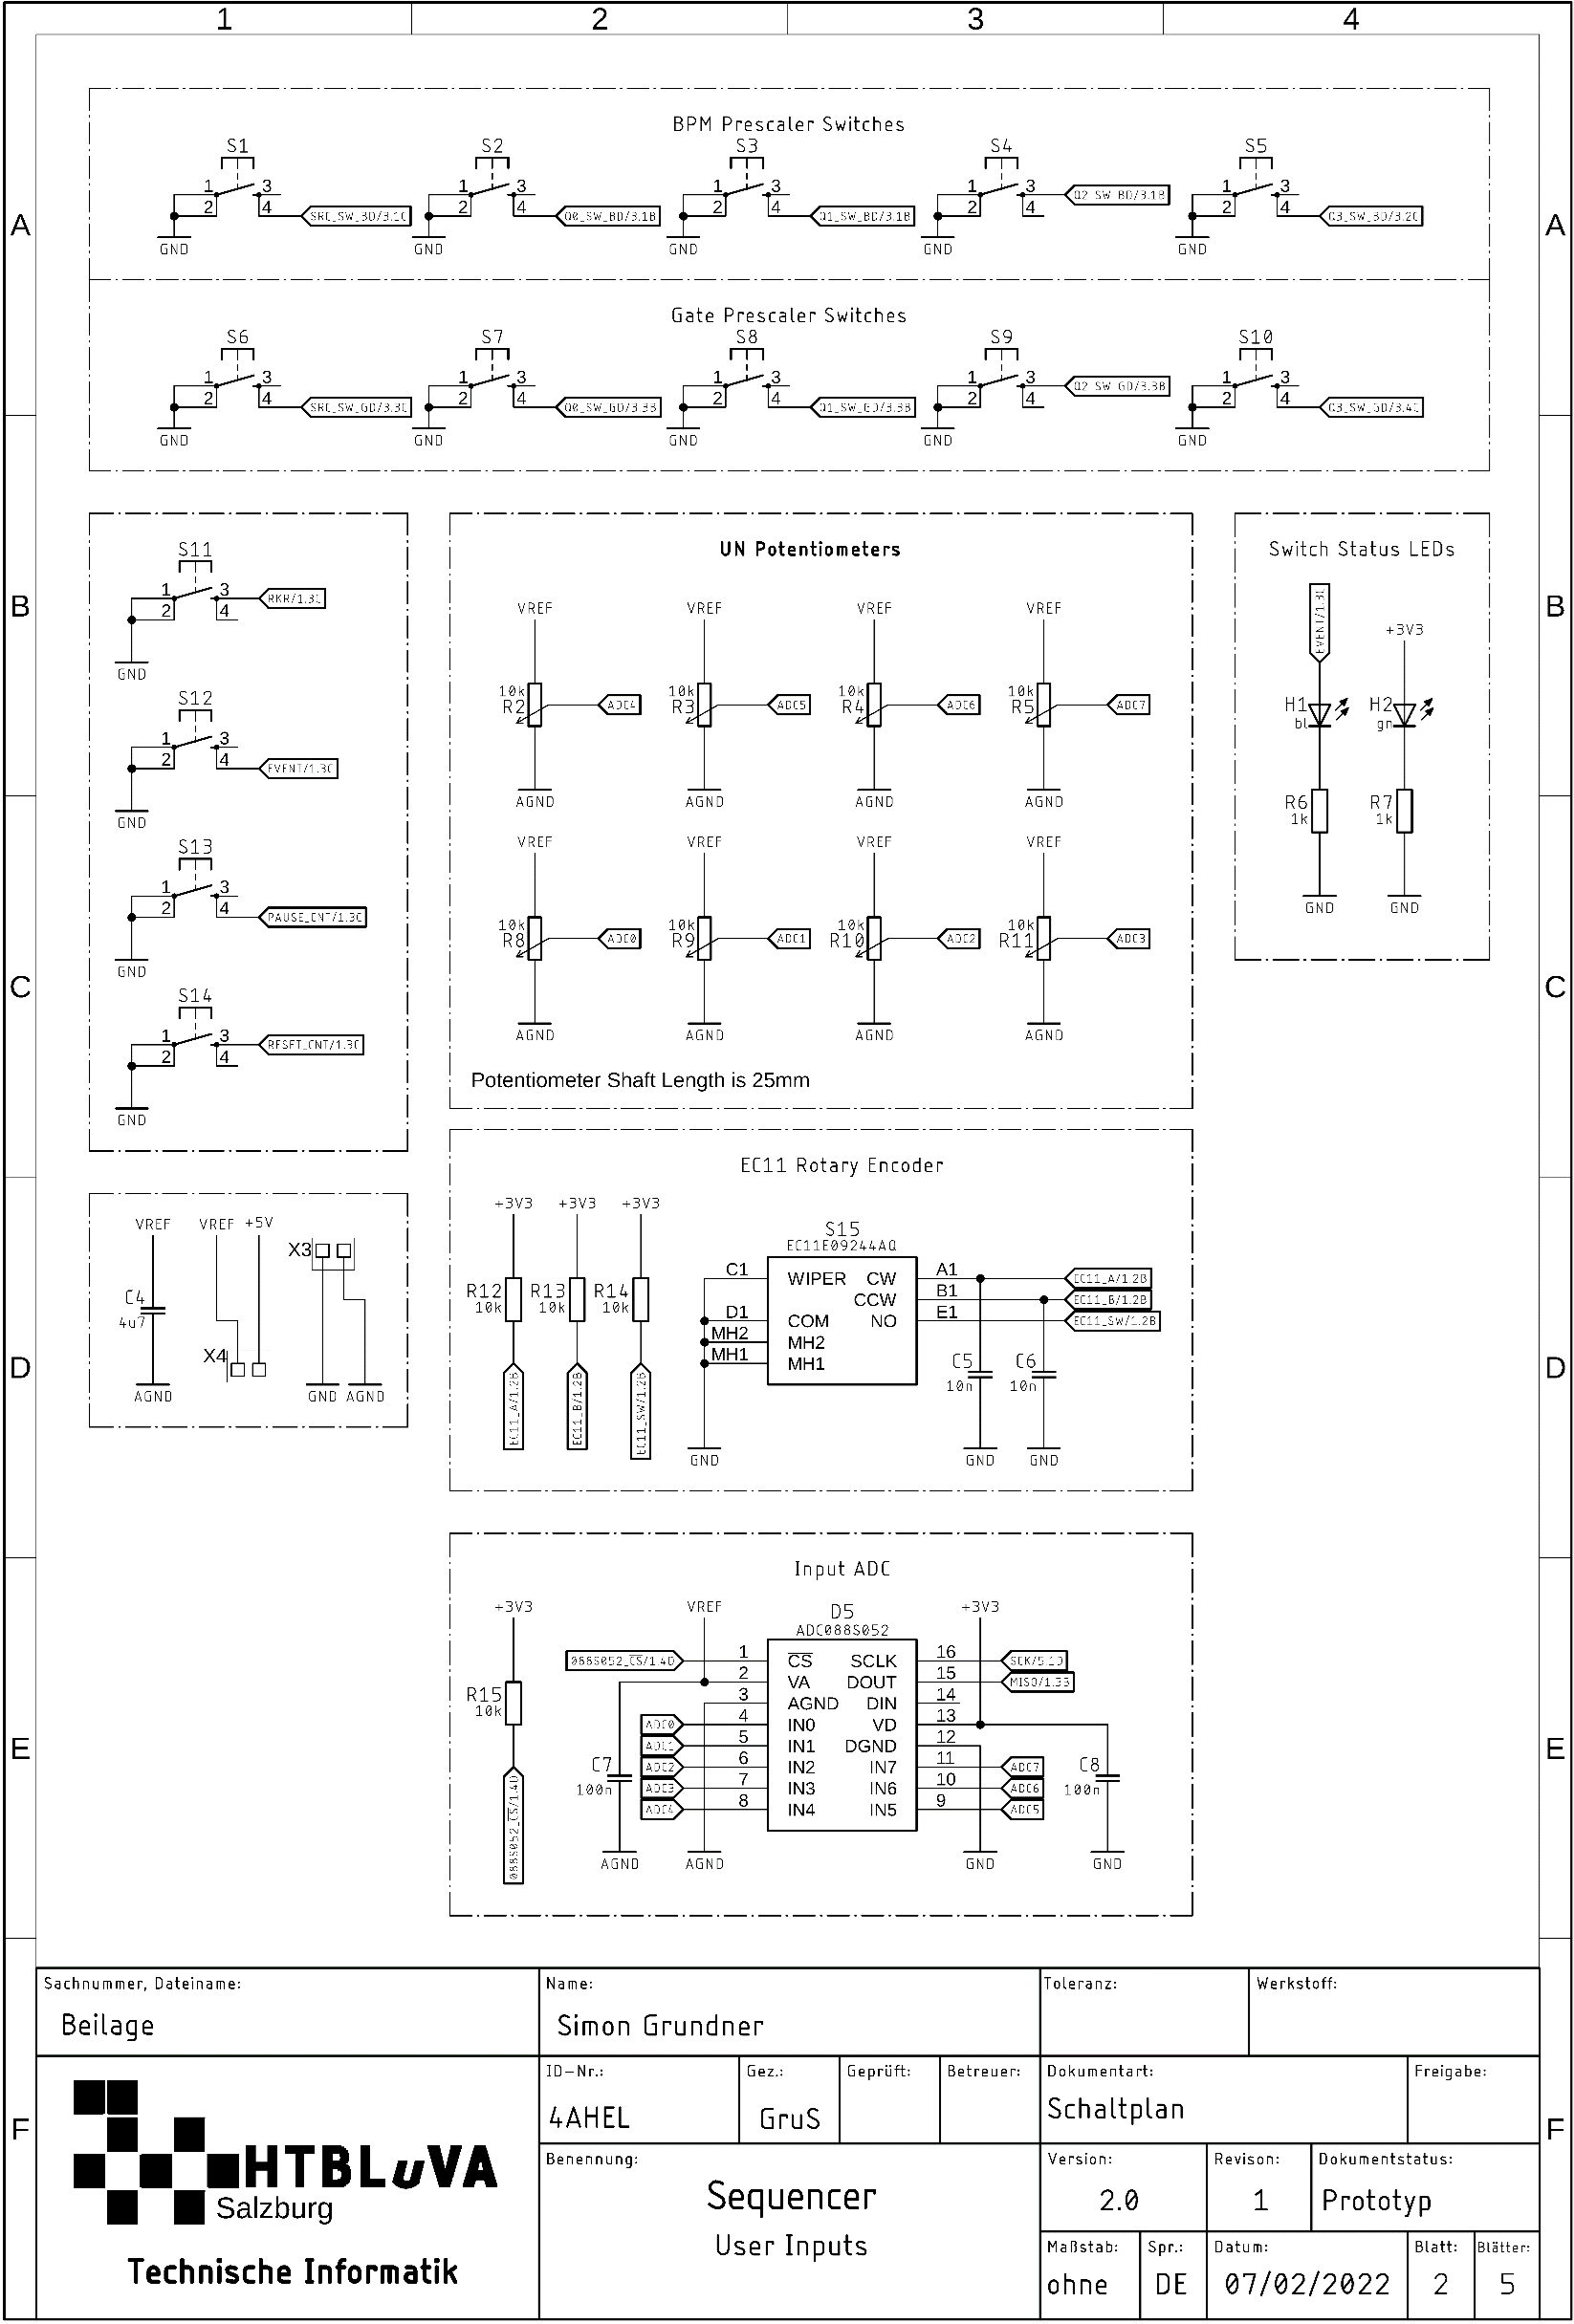 1 2 3 4
A A
B B
C C
D D
E E
F F
BPM Prescaler Switches
S1 S2 S3 S4 S5
1 3 1 3 1 3 1 3 1 3
2 4 2 4 2 4 2 4 2 4
SRC_SW_BD/3.1C Q0_SW_BD/3.1B Q1_SW_BD/3.1B Q2_SW_BD/3.1B Q3_SW_BD/3.2C
GND GND GND GND GND
Gate Prescaler Switches
S6 S7 S8 S9 S10
1 3 1 3 1 3 1 3 1 3
2 4 2 4 2 4 2 4 2 4
SRC_SW_GD/3.3C Q0_SW_GD/3.3B Q1_SW_GD/3.3B Q2_SW_GD/3.3B Q3_SW_GD/3.4C
GND GND GND GND GND
S11
1 3 RKR/1.3C
2 4
GND
S12
1 3
2 4 EVENT/1.3C
GND
S13
1 3
2 4 PAUSE_CNT/1.3C
GND
S14
1 3 RESET_CNT/1.3C
2 4
GND
UN Potentiometers
VREF VREF VREF VREF
10k 10k 10k 10k
R2 ADC4 R3 ADC5 R4 ADC6 R5 ADC7
AGND AGND AGND AGND
VREF VREF VREF VREF
10k 10k 10k 10k
R8 ADC0 R9 ADC1 R10 ADC2 R11 ADC3
AGND AGND AGND AGND
Potentiometer Shaft Length is 25mm
Switch Status LEDs
EVENT/1.3C +3V3
H1 H2
bl gn
R6 R7
1k 1k
GND GND
VREF VREF +5V
X3
C4
4u7
X4
AGND GND AGND
EC11 Rotary Encoder
+3V3 +3V3 +3V3
R12 R13 R14
10k 10k 10k
EC11_A/1.2B EC11_B/1.2B EC11_SW/1.2B
S15
EC11E09244AQ
C1 WIPER CW A1 EC11_A/1.2B
CCW B1 EC11_B/1.2B
D1 COM NO E1 EC11_SW/1.2B
MH2 MH2
MH1 MH1
C5 C6
10n 10n
GND GND GND
Input ADC
+3V3 VREF +3V3
D5
ADC088S052
088S052_CS/1.4D 1 CS SCLK 16 SCK/5.1D
2 VA DOUT 15 MISO/1.3B
3 AGND DIN 14
ADC0 4 IN0 VD 13
ADC1 5 IN1 DGND 12
ADC2 6 IN2 IN7 11 ADC7
ADC3 7 IN3 IN6 10 ADC6
ADC4 8 IN4 IN5 9 ADC5
R15
10k
088S052_CS/1.4D
C7
100n
C8
100n
AGND AGND GND GND
Sachnummer, Dateiname:
Beilage
Name:
Simon Grundner
Toleranz: Werkstoff:
ID-Nr.: Gez.: Geprüft: Betreuer:
4AHEL GruS
Dokumentart: Freigabe:
Schaltplan
HTBLuVA
Salzburg
Technische Informatik
Benennung:
Sequencer
User Inputs
Version: Revison: Dokumentstatus:
2.0 1 Prototyp
Maßstab: Spr.: Datum: Blatt: Blätter:
ohne DE 07/02/2022 2 5